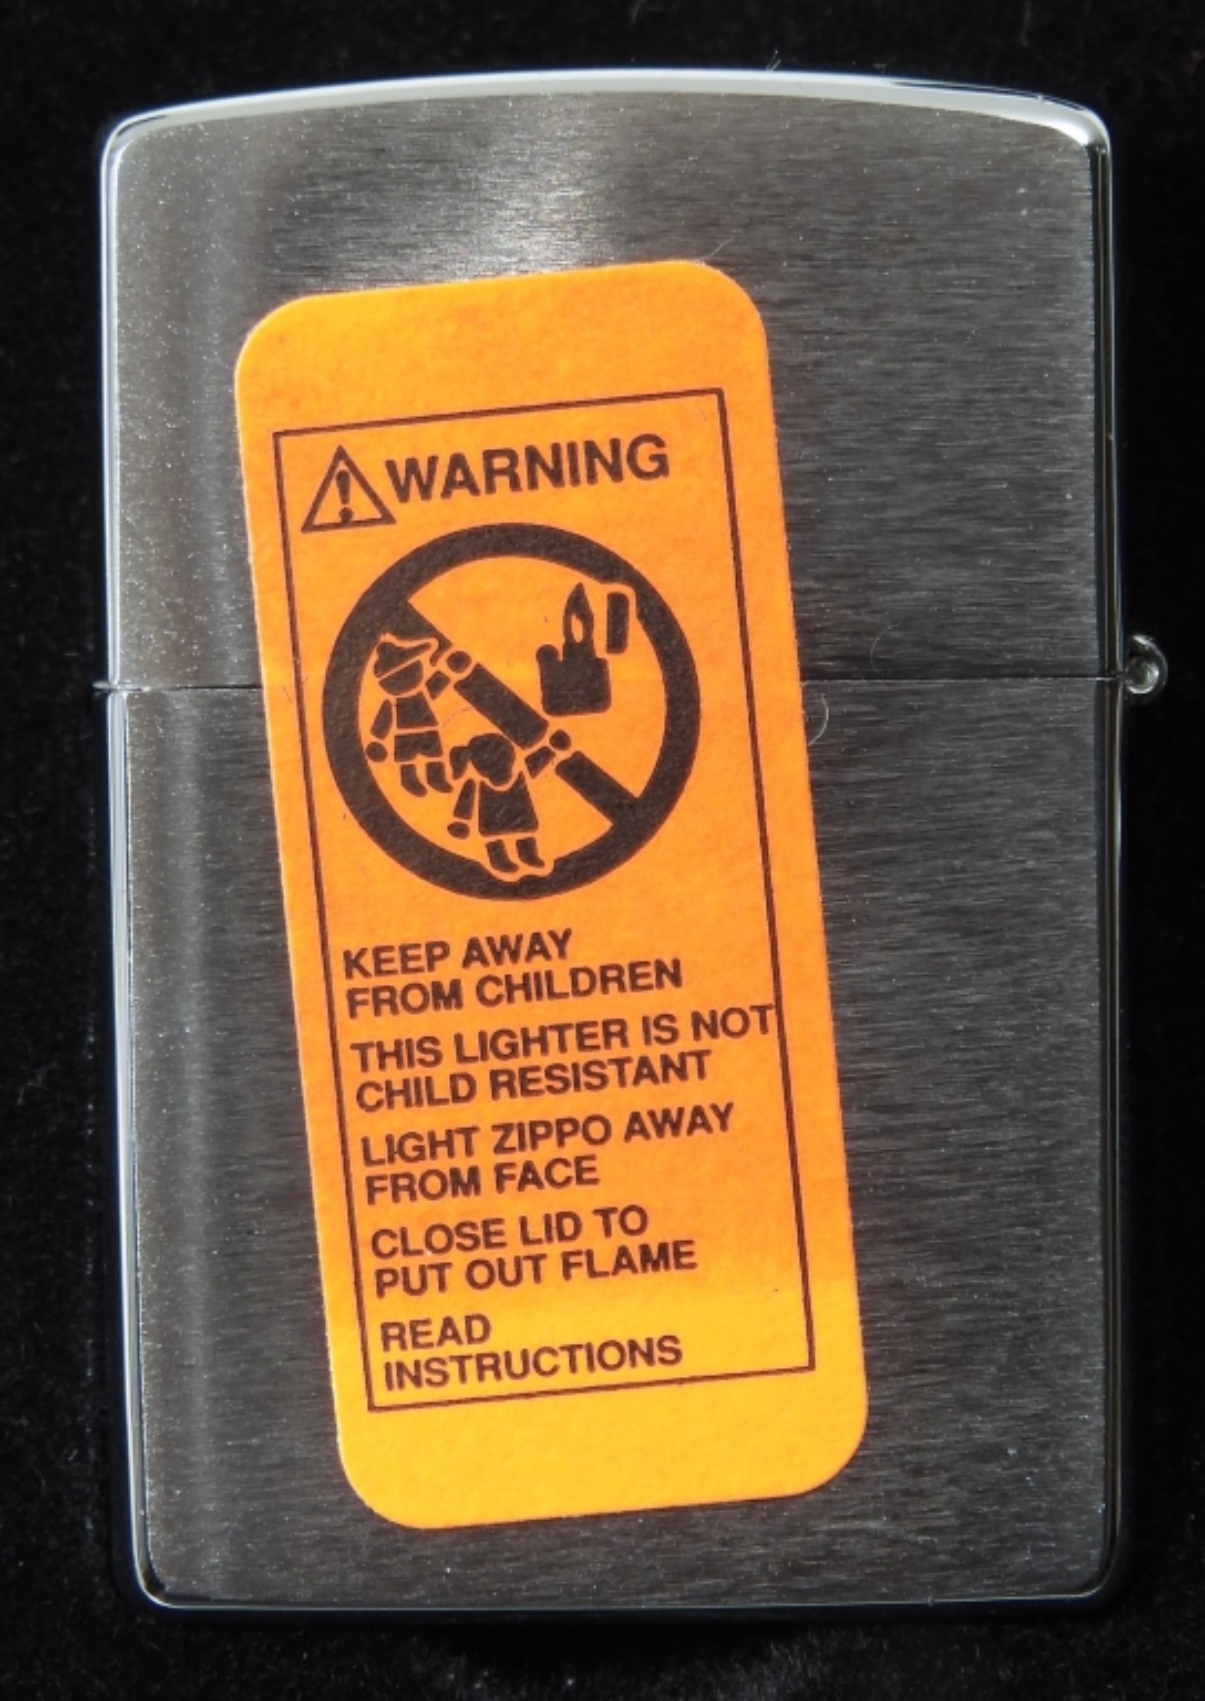 WARNING
KEEP AWAY
FROM CHILDREN
THIS LIGHTER IS NOT
CHILD RESISTANT
LIGHT ZIPPO AWAY
FROM FACE
CLOSE LID TO
PUT OUT FLAME
READ
INSTRUCTIONS